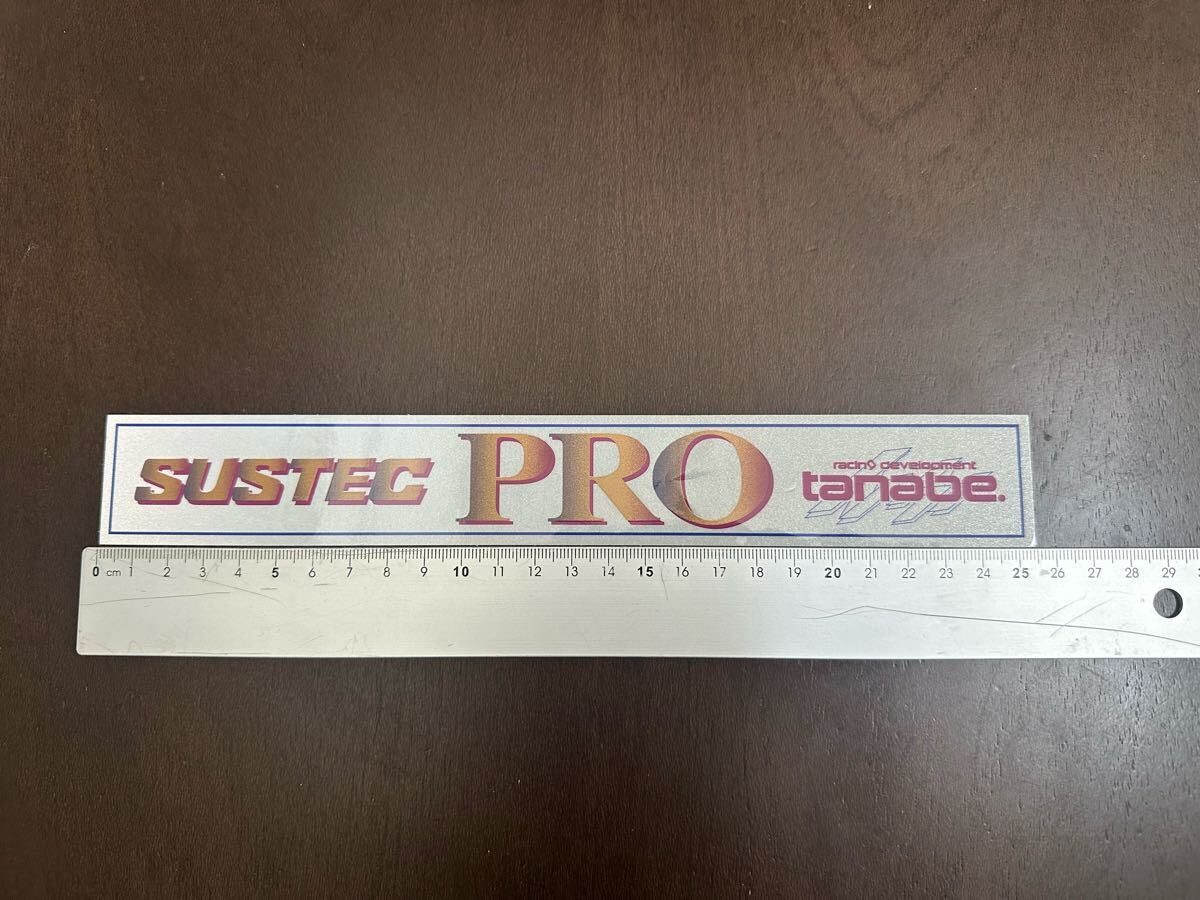 SUSTEC PRO
racing development
tanabe.
0 cm 1 2 3 4 5 6 7 8 9 10 11 12 13 14 15 16 17 18 19 20 21 22 23 24 25 26 27 28 29